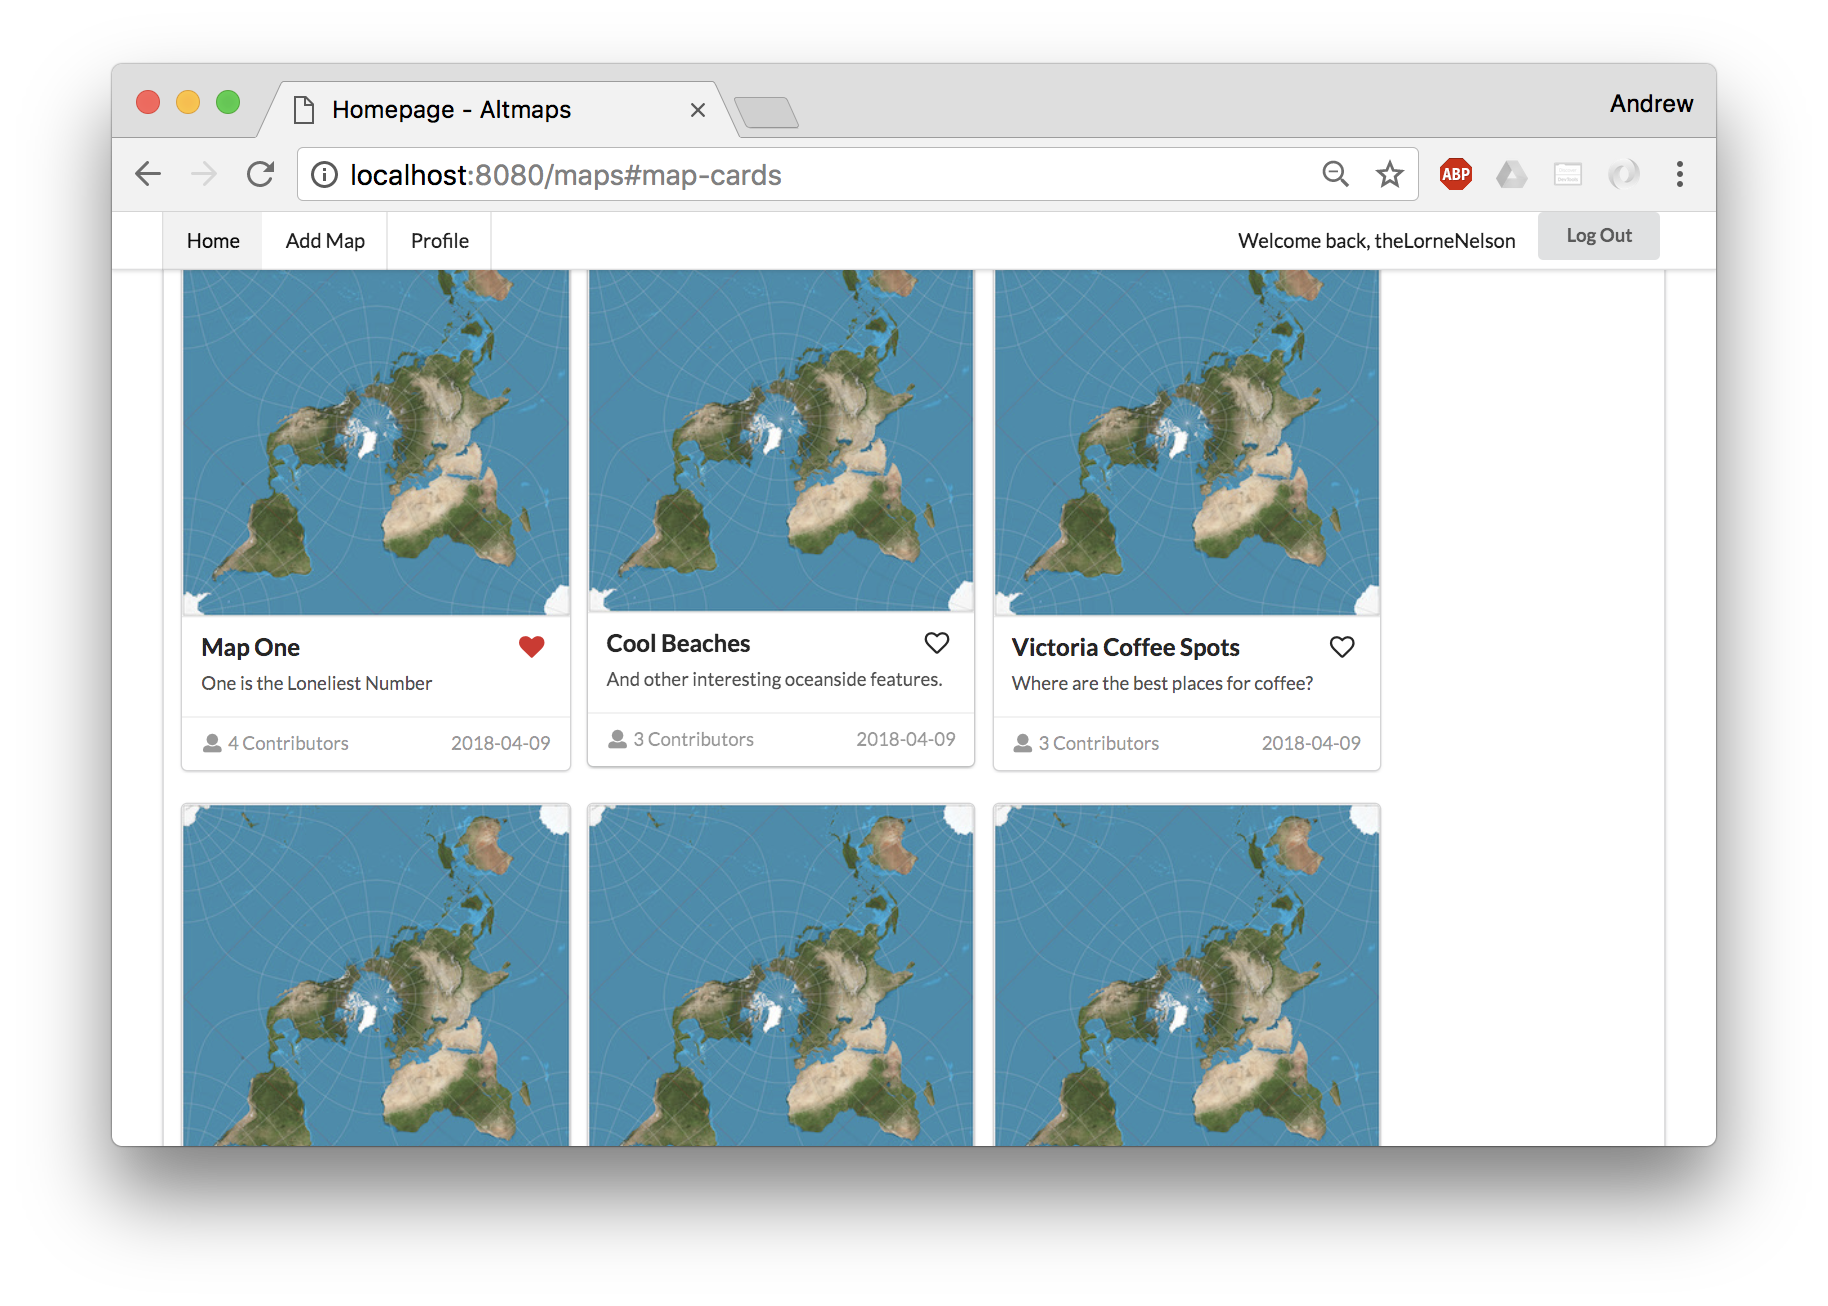 Homepage - Altmaps
Andrew
localhost:8080/maps#map-cards
ABP
Home
Add Map
Profile
Welcome back, theLorneNelson
Log Out
Map One
One is the Loneliest Number
4 Contributors
2018-04-09
Cool Beaches
And other interesting oceanside features.
3 Contributors
2018-04-09
Victoria Coffee Spots
Where are the best places for coffee?
3 Contributors
2018-04-09